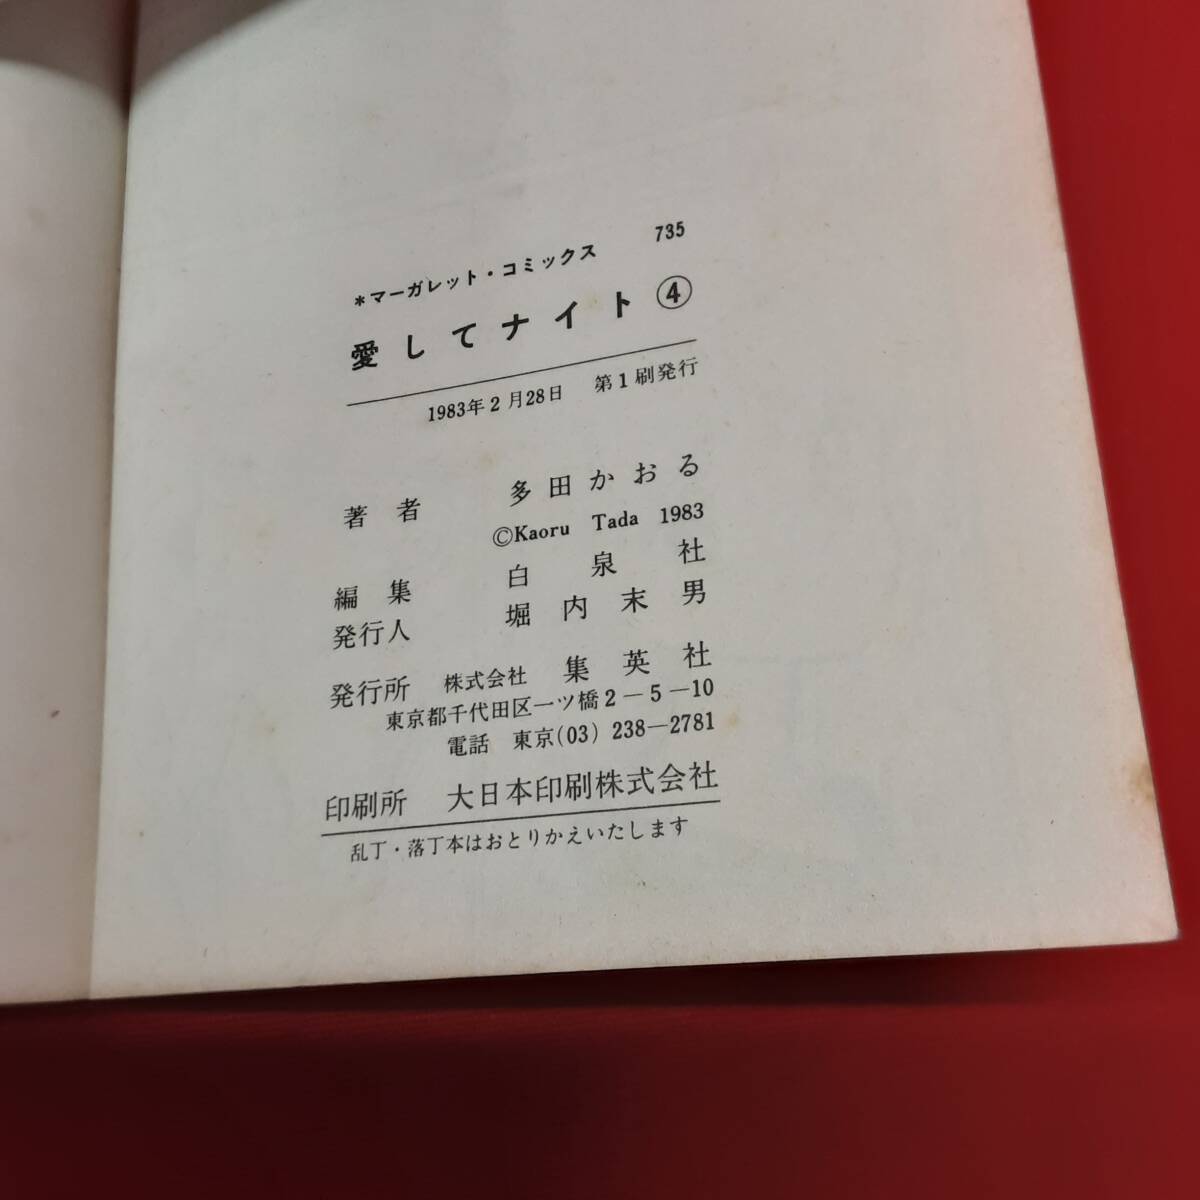 *マーガレット・コミックス 735
愛してナイト④
1983年2月28日 第1刷発行
著者 多田かおる
©Kaoru Tada 1983
編集 白泉社
発行人 堀内末男
発行所 株式会社 集英社
東京都千代田区一ツ橋2-5-10
電話 東京(03)238-2781
印刷所 大日本印刷株式会社
乱丁・落丁本はおとりかえいたします